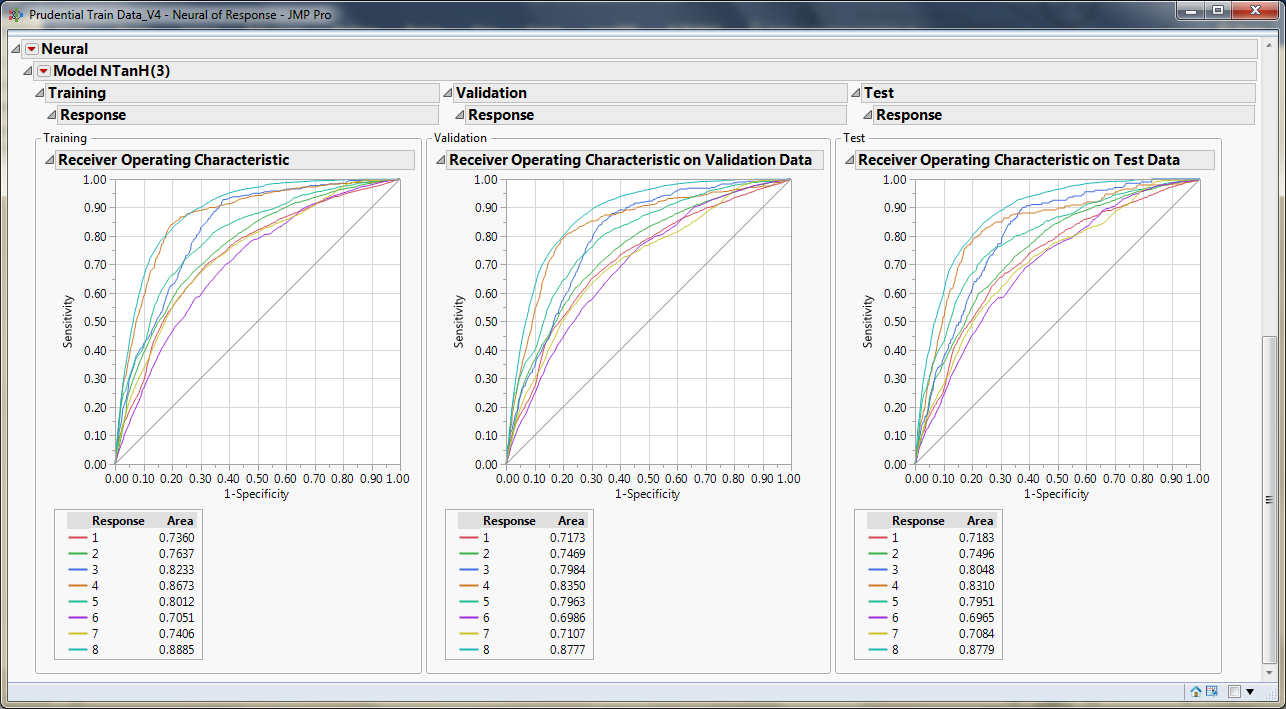 Prudential Train Data_V4 - Neural of Response - JMP Pro
Neural
Model NTanH(3)
Training Validation Test
Response Response Response
Training Validation Test
Receiver Operating Characteristic
1.00
0.90
0.80
0.70
0.60
0.50
0.40
0.30
0.20
0.10
0.00
Sensitivity
0.00 0.10 0.20 0.30 0.40 0.50 0.60 0.70 0.80 0.90 1.00
1-Specificity
Response Area
1 0.7360
2 0.7637
3 0.8233
4 0.8673
5 0.8012
6 0.7051
7 0.7406
8 0.8885
Receiver Operating Characteristic on Validation Data
1.00
0.90
0.80
0.70
0.60
0.50
0.40
0.30
0.20
0.10
0.00
Sensitivity
0.00 0.10 0.20 0.30 0.40 0.50 0.60 0.70 0.80 0.90 1.00
1-Specificity
Response Area
1 0.7173
2 0.7469
3 0.7984
4 0.8350
5 0.7963
6 0.6986
7 0.7107
8 0.8777
Receiver Operating Characteristic on Test Data
1.00
0.90
0.80
0.70
0.60
0.50
0.40
0.30
0.20
0.10
0.00
Sensitivity
0.00 0.10 0.20 0.30 0.40 0.50 0.60 0.70 0.80 0.90 1.00
1-Specificity
Response Area
1 0.7183
2 0.7496
3 0.8048
4 0.8310
5 0.7951
6 0.6965
7 0.7084
8 0.8779